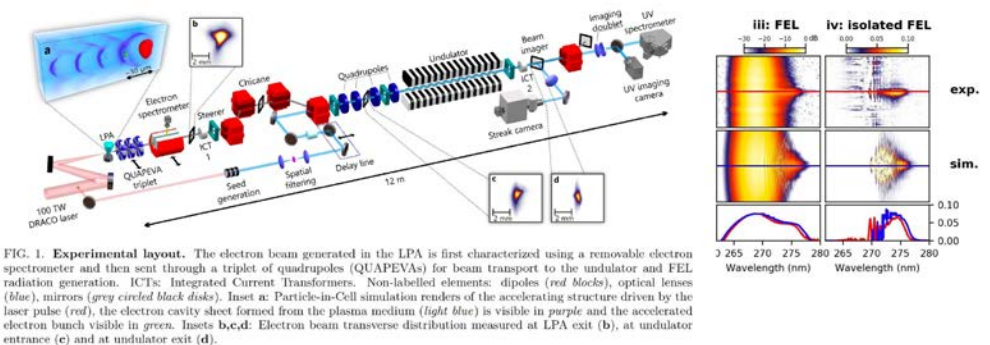 a
~30 µm
b
2 mm
LPA
QUAPEVA
triplet
Electron
spectrometer
Steerer
ICT
1
Chicane
Quadrupoles
Undulator
Beam
imager
ICT
2
Imaging
doublet
UV
spectrometer
UV imaging
camera
Streak camera
Delay line
Spatial
filtering
Seed
generation
100 TW
DRACO laser
12 m
c
2 mm
d
2 mm
iii: FEL
iv: isolated FEL
−30 −20 −10 0 dB
0.00 0.05 0.10
exp.
sim.
0.10
0.05
0.00
265 270 275 280
265 270 275 280
Wavelength (nm)
Wavelength (nm)
FIG. 1. Experimental layout. The electron beam generated in the LPA is first characterized using a removable electron
spectrometer and then sent through a triplet of quadrupoles (QUAPEVAs) for beam transport to the undulator and FEL
radiation generation. ICTs: Integrated Current Transformers. Non-labelled elements: dipoles (red blocks), optical lenses
(blue), mirrors (grey circled black disks). Inset a: Particle-in-Cell simulation renders of the accelerating structure driven by the
laser pulse (red), the electron cavity sheet formed from the plasma medium (light blue) is visible in purple and the accelerated
electron bunch visible in green. Insets b,c,d: Electron beam transverse distribution measured at LPA exit (b), at undulator
entrance (c) and at undulator exit (d).